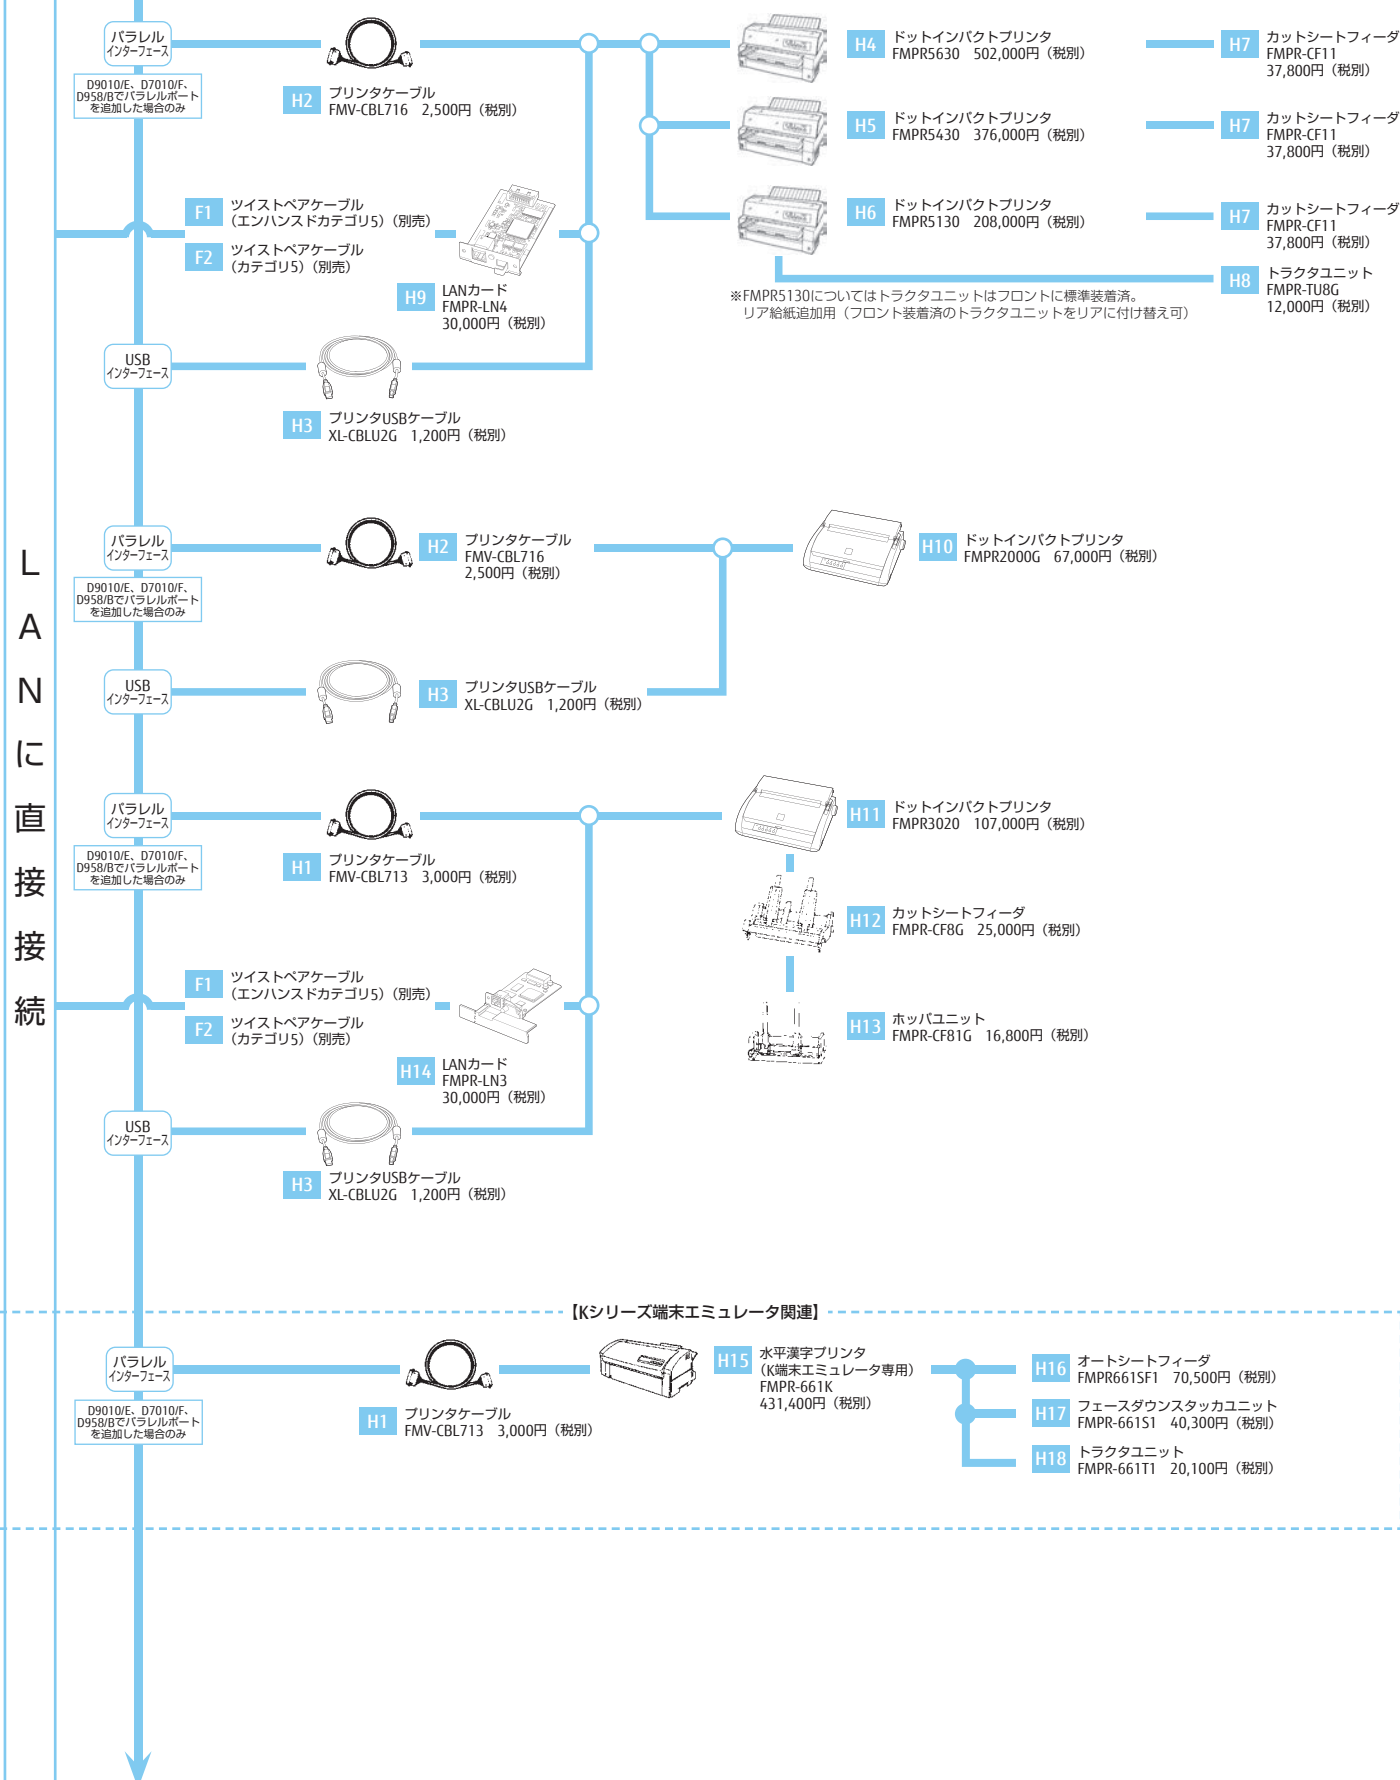 LANに直接接続
パラレル
インターフェース
D9010/E、D7010/F、
D958/Bでパラレルポート
を追加した場合のみ
H2 プリンタケーブル
FMV-CBL716 2,500円（税別）
H4 ドットインパクトプリンタ
FMPR5630 502,000円（税別）
H7 カットシートフィーダ
FMPR-CF11
37,800円（税別）
H5 ドットインパクトプリンタ
FMPR5430 376,000円（税別）
H7 カットシートフィーダ
FMPR-CF11
37,800円（税別）
H6 ドットインパクトプリンタ
FMPR5130 208,000円（税別）
H7 カットシートフィーダ
FMPR-CF11
37,800円（税別）
H8 トラクタユニット
FMPR-TU8G
12,000円（税別）
※FMPR5130についてはトラクタユニットはフロントに標準装着済。
リア給紙追加用（フロント装着済のトラクタユニットをリアに付け替え可）
F1 ツイストペアケーブル
（エンハンスドカテゴリ5）（別売）
F2 ツイストペアケーブル
（カテゴリ5）（別売）
H9 LANカード
FMPR-LN4
30,000円（税別）
USB
インターフェース
H3 プリンタUSBケーブル
XL-CBLU2G 1,200円（税別）
パラレル
インターフェース
D9010/E、D7010/F、
D958/Bでパラレルポート
を追加した場合のみ
H2 プリンタケーブル
FMV-CBL716
2,500円（税別）
H10 ドットインパクトプリンタ
FMPR2000G 67,000円（税別）
USB
インターフェース
H3 プリンタUSBケーブル
XL-CBLU2G 1,200円（税別）
パラレル
インターフェース
D9010/E、D7010/F、
D958/Bでパラレルポート
を追加した場合のみ
H1 プリンタケーブル
FMV-CBL713 3,000円（税別）
H11 ドットインパクトプリンタ
FMPR3020 107,000円（税別）
H12 カットシートフィーダ
FMPR-CF8G 25,000円（税別）
H13 ホッパユニット
FMPR-CF81G 16,800円（税別）
F1 ツイストペアケーブル
（エンハンスドカテゴリ5）（別売）
F2 ツイストペアケーブル
（カテゴリ5）（別売）
H14 LANカード
FMPR-LN3
30,000円（税別）
USB
インターフェース
H3 プリンタUSBケーブル
XL-CBLU2G 1,200円（税別）
【Kシリーズ端末エミュレータ関連】
パラレル
インターフェース
D9010/E、D7010/F、
D958/Bでパラレルポート
を追加した場合のみ
H1 プリンタケーブル
FMV-CBL713 3,000円（税別）
H15 水平漢字プリンタ
（K端末エミュレータ専用）
FMPR-661K
431,400円（税別）
H16 オートシートフィーダ
FMPR661SF1 70,500円（税別）
H17 フェースダウンスタッカユニット
FMPR-661S1 40,300円（税別）
H18 トラクタユニット
FMPR-661T1 20,100円（税別）